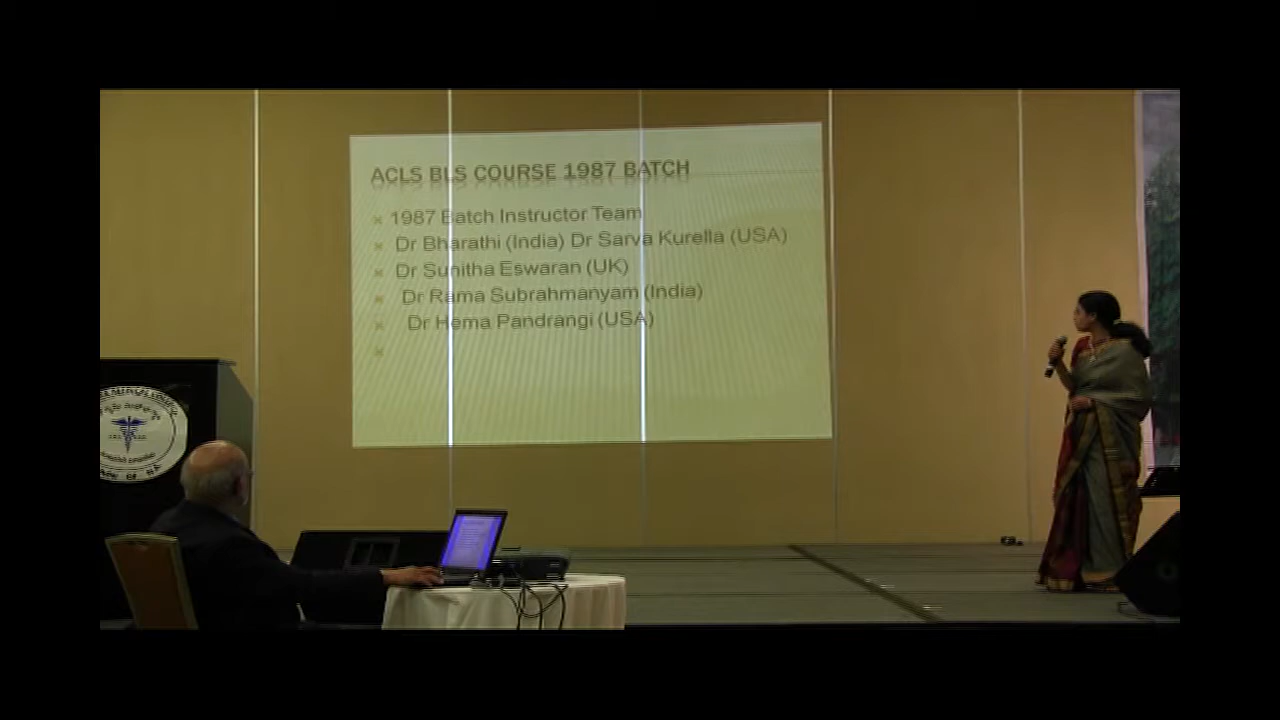 ACLS BLS COURSE 1987 BATCH
1987 Batch Instructor Team
Dr Bharathi (India) Dr Sarva Kurella (USA)
Dr Sunitha Eswaran (UK)
Dr Rama Subrahmanyam (India)
Dr Hema Pandrangi (USA)